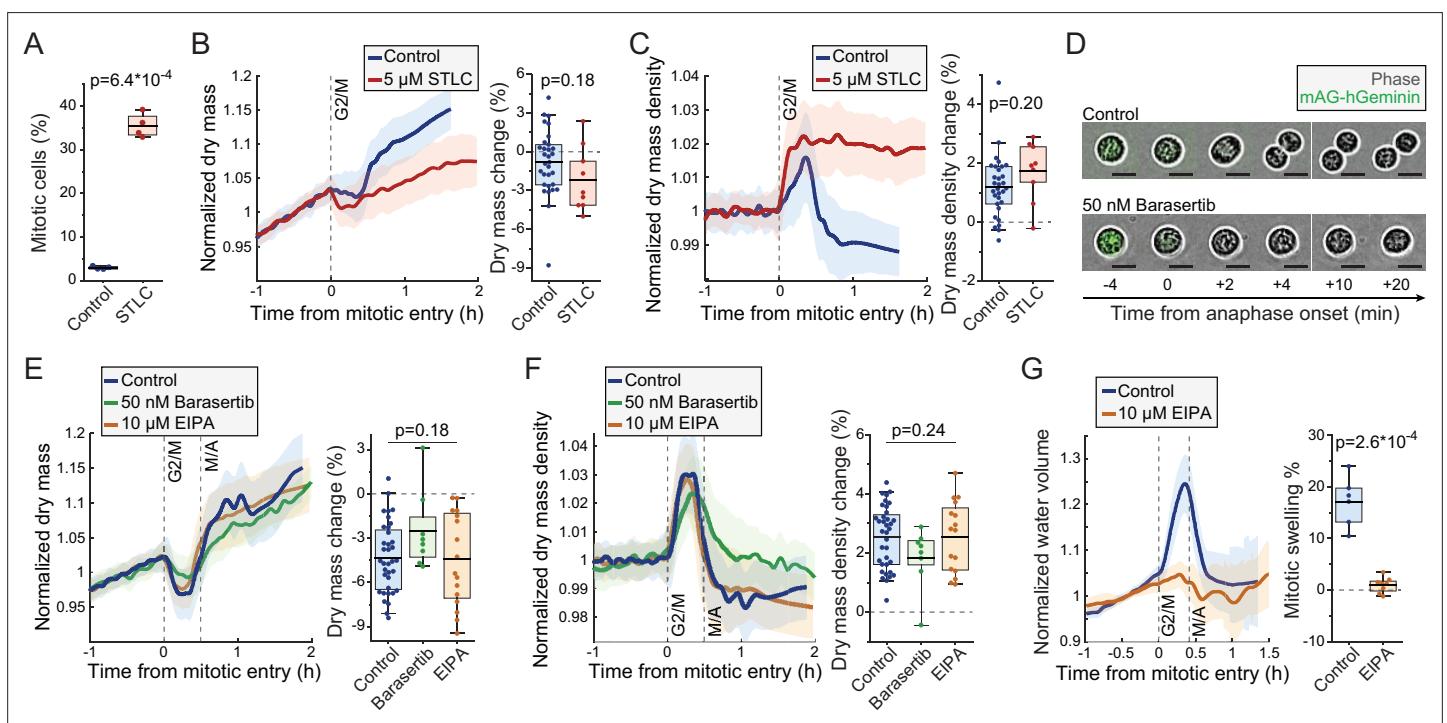 A
p=6.4*10-4
Mitotic cells (%)
40
30
20
10
0
Control
STLC
B
Control
5 µM STLC
Normalized dry mass
1.2
1.15
1.1
1.05
1
0.95
G2/M
-1
0
1
2
Time from mitotic entry (h)
Dry mass change (%)
6
3
0
-3
-6
-9
p=0.18
Control
STLC
C
Control
5 µM STLC
Normalized dry mass density
1.04
1.02
1
0.99
G2/M
-1
0
1
2
Time from mitotic entry (h)
Dry mass density change (%)
4
2
0
-2
p=0.20
Control
STLC
D
Phase
mAG-hGeminin
Control
50 nM Barasertib
-4 0 +2 +4 +10 +20
Time from anaphase onset (min)
E
Control
50 nM Barasertib
10 µM EIPA
Normalized dry mass
1.2
1.15
1.10
1.05
1
0.95
G2/M
M/A
-1
0
1
2
Time from mitotic entry (h)
Dry mass change (%)
3
0
-3
-6
-9
p=0.18
Control
Barasertib
EIPA
F
Control
50 nM Barasertib
10 µM EIPA
Normalized dry mass density
1.04
1.03
1.02
1.01
1
0.99
0.98
G2/M
M/A
-1
0
1
2
Time from mitotic entry (h)
Dry mass density change (%)
6
4
2
0
p=0.24
Control
Barasertib
EIPA
G
Control
10 µM EIPA
Normalized water volume
1.3
1.2
1.1
1.0
0.9
G2/M
M/A
-1
-0.5
0
0.5
1
1.5
Time from mitotic entry (h)
Mitotic swelling %
30
20
10
0
-10
p=2.6*10-4
Control
EIPA